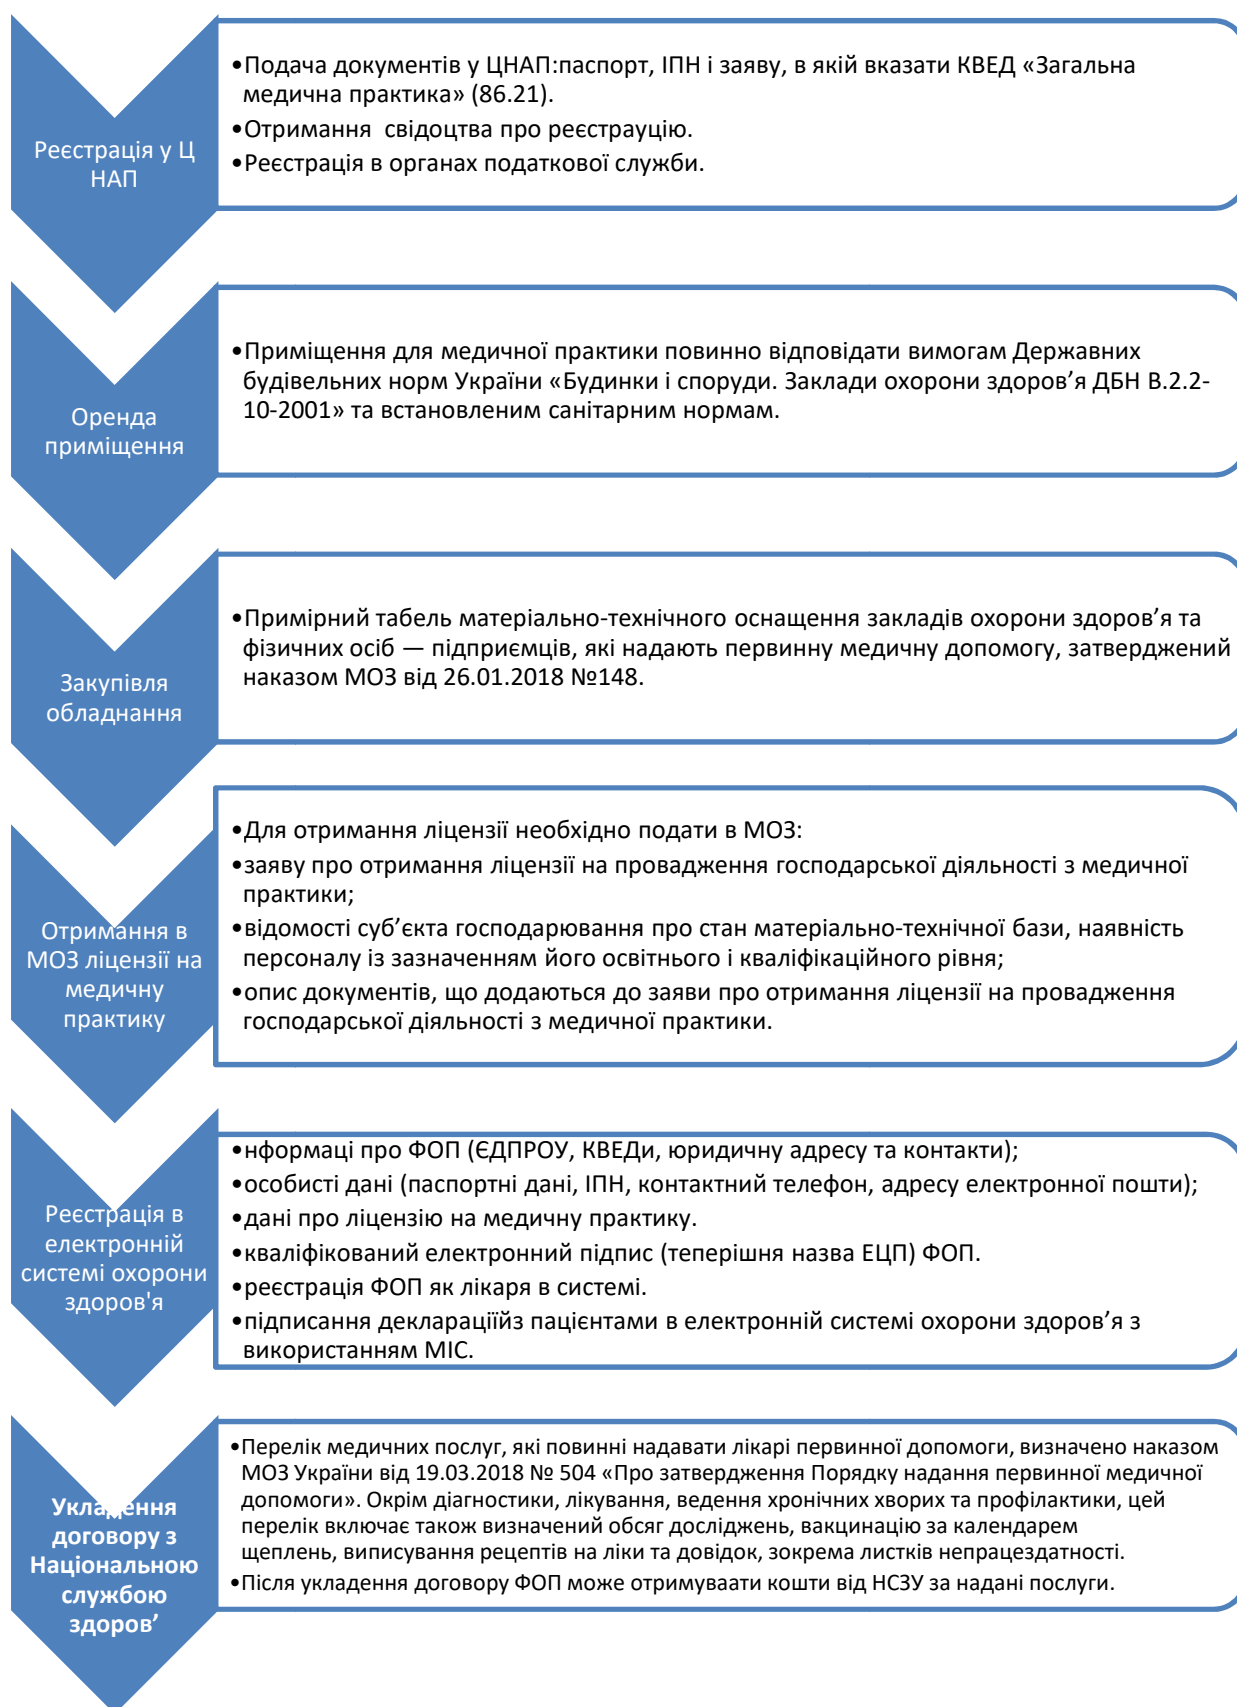 Реєстрація у Ц
НАП
•Подача документів у ЦНАП:паспорт, ІПН і заяву, в якій вказати КВЕД «Загальна
медична практика» (86.21).
•Отримання свідоцтва про реєстрауцію.
•Реєстрація в органах податкової служби.
Оренда
приміщення
•Приміщення для медичної практики повинно відповідати вимогам Державних
будівельних норм України «Будинки і споруди. Заклади охорони здоров’я ДБН В.2.2-
10-2001» та встановленим санітарним нормам.
Закупівля
обладнання
•Примірний табель матеріально-технічного оснащення закладів охорони здоров’я та
фізичних осіб — підприємців, які надають первинну медичну допомогу, затверджений
наказом МОЗ від 26.01.2018 №148.
Отримання в
МОЗ ліцензії на
медичну
практику
•Для отримання ліцензії необхідно подати в МОЗ:
•заяву про отримання ліцензії на провадження господарської діяльності з медичної
практики;
•відомості суб’єкта господарювання про стан матеріально-технічної бази, наявність
персоналу із зазначенням його освітнього і кваліфікаційного рівня;
•опис документів, що додаються до заяви про отримання ліцензії на провадження
господарської діяльності з медичної практики.
Реєстрація в
електронній
системі охорони
здоров'я
•нформаці про ФОП (ЄДПРОУ, КВЕДи, юридичну адресу та контакти);
•особисті дані (паспортні дані, ІПН, контактний телефон, адресу електронної пошти);
•дані про ліцензію на медичну практику.
•кваліфікований електронний підпис (теперішня назва ЕЦП) ФОП.
•реєстрація ФОП як лікаря в системі.
•підписання деклараціїйз пацієнтами в електронній системі охорони здоров’я з
використанням МІС.
Укладення
договору з
Національною
службою
здоров’
•Перелік медичних послуг, які повинні надавати лікарі первинної допомоги, визначено наказом
МОЗ України від 19.03.2018 № 504 «Про затвердження Порядку надання первинної медичної
допомоги». Окрім діагностики, лікування, ведення хронічних хворих та профілактики, цей
перелік включає також визначений обсяг досліджень, вакцинацію за календарем
щеплень, виписування рецептів на ліки та довідок, зокрема листків непрацездатності.
•Після укладення договору ФОП може отримуваати кошти від НСЗУ за надані послуги.